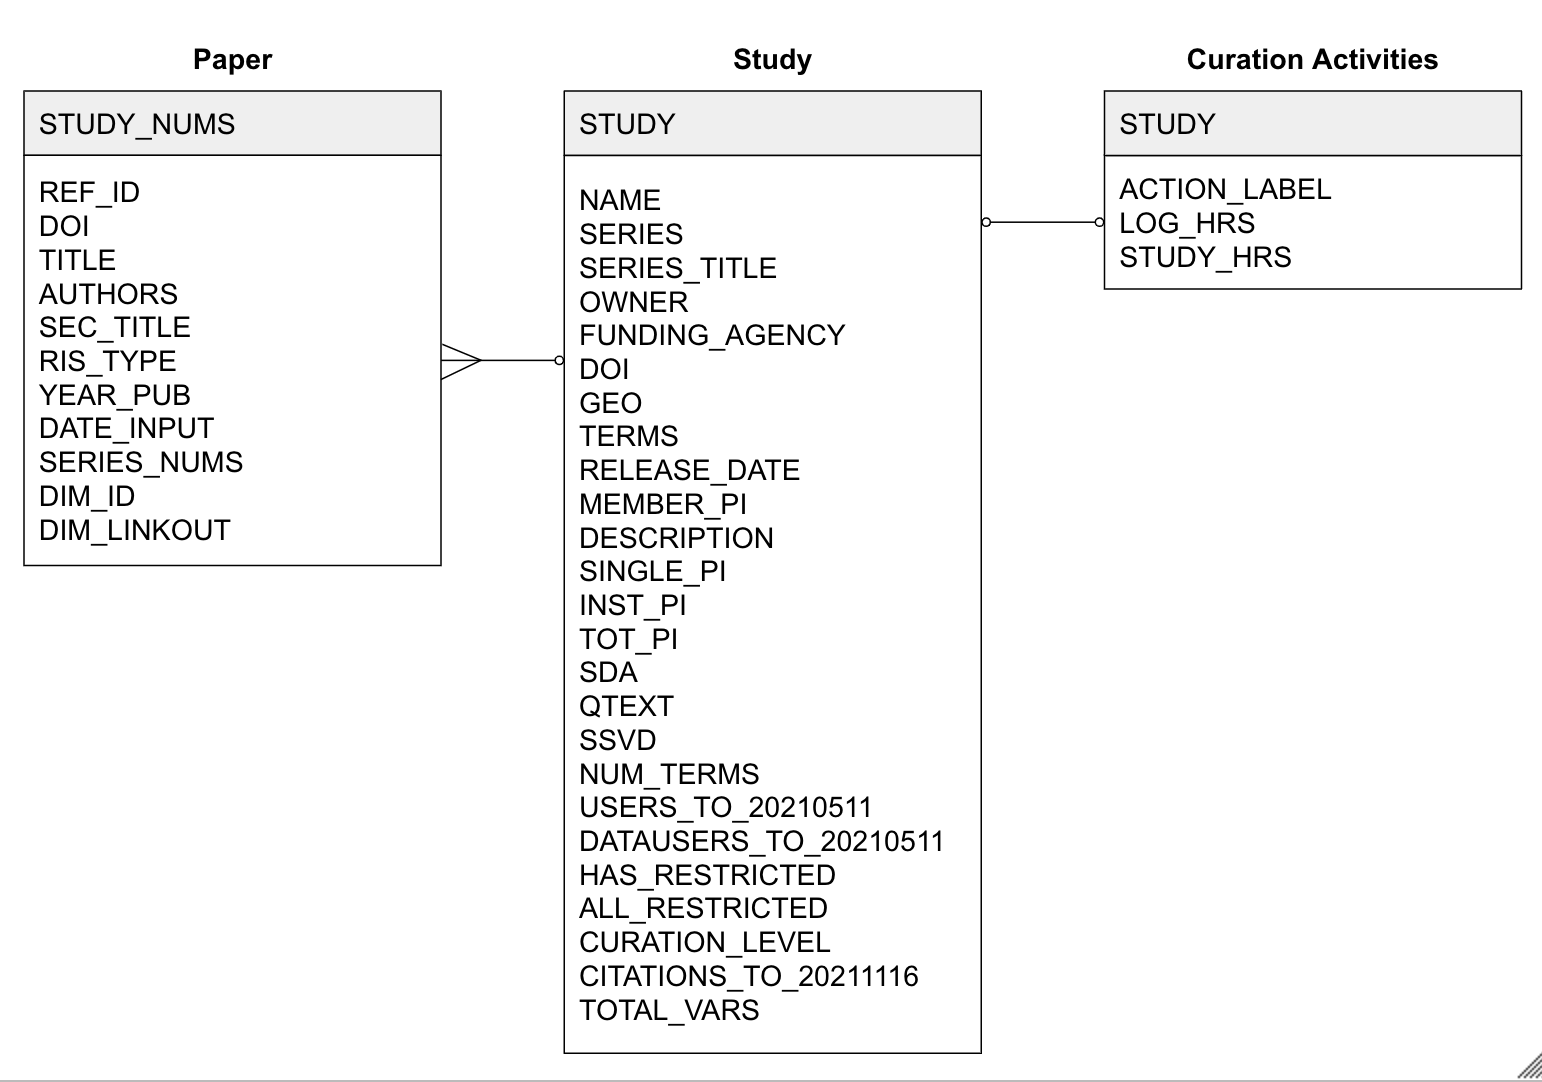 Paper
STUDY_NUMS
REF_ID
DOI
TITLE
AUTHORS
SEC_TITLE
RIS_TYPE
YEAR_PUB
DATE_INPUT
SERIES_NUMS
DIM_ID
DIM_LINKOUT
Study
STUDY
NAME
SERIES
SERIES_TITLE
OWNER
FUNDING_AGENCY
DOI
GEO
TERMS
RELEASE_DATE
MEMBER_PI
DESCRIPTION
SINGLE_PI
INST_PI
TOT_PI
SDA
QTEXT
SSVD
NUM_TERMS
USERS_TO_20210511
DATAUSERS_TO_20210511
HAS_RESTRICTED
ALL_RESTRICTED
CURATION_LEVEL
CITATIONS_TO_20211116
TOTAL_VARS
Curation Activities
STUDY
ACTION_LABEL
LOG_HRS
STUDY_HRS